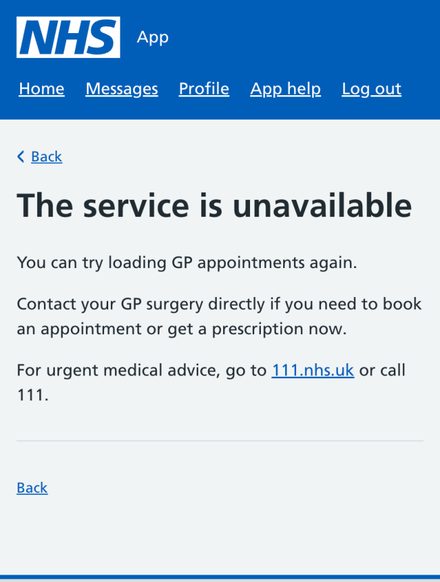 NHS App
Home Messages Profile App help Log out
Back
The service is unavailable
You can try loading GP appointments again.
Contact your GP surgery directly if you need to book
an appointment or get a prescription now.
For urgent medical advice, go to 111.nhs.uk or call
111.
Back